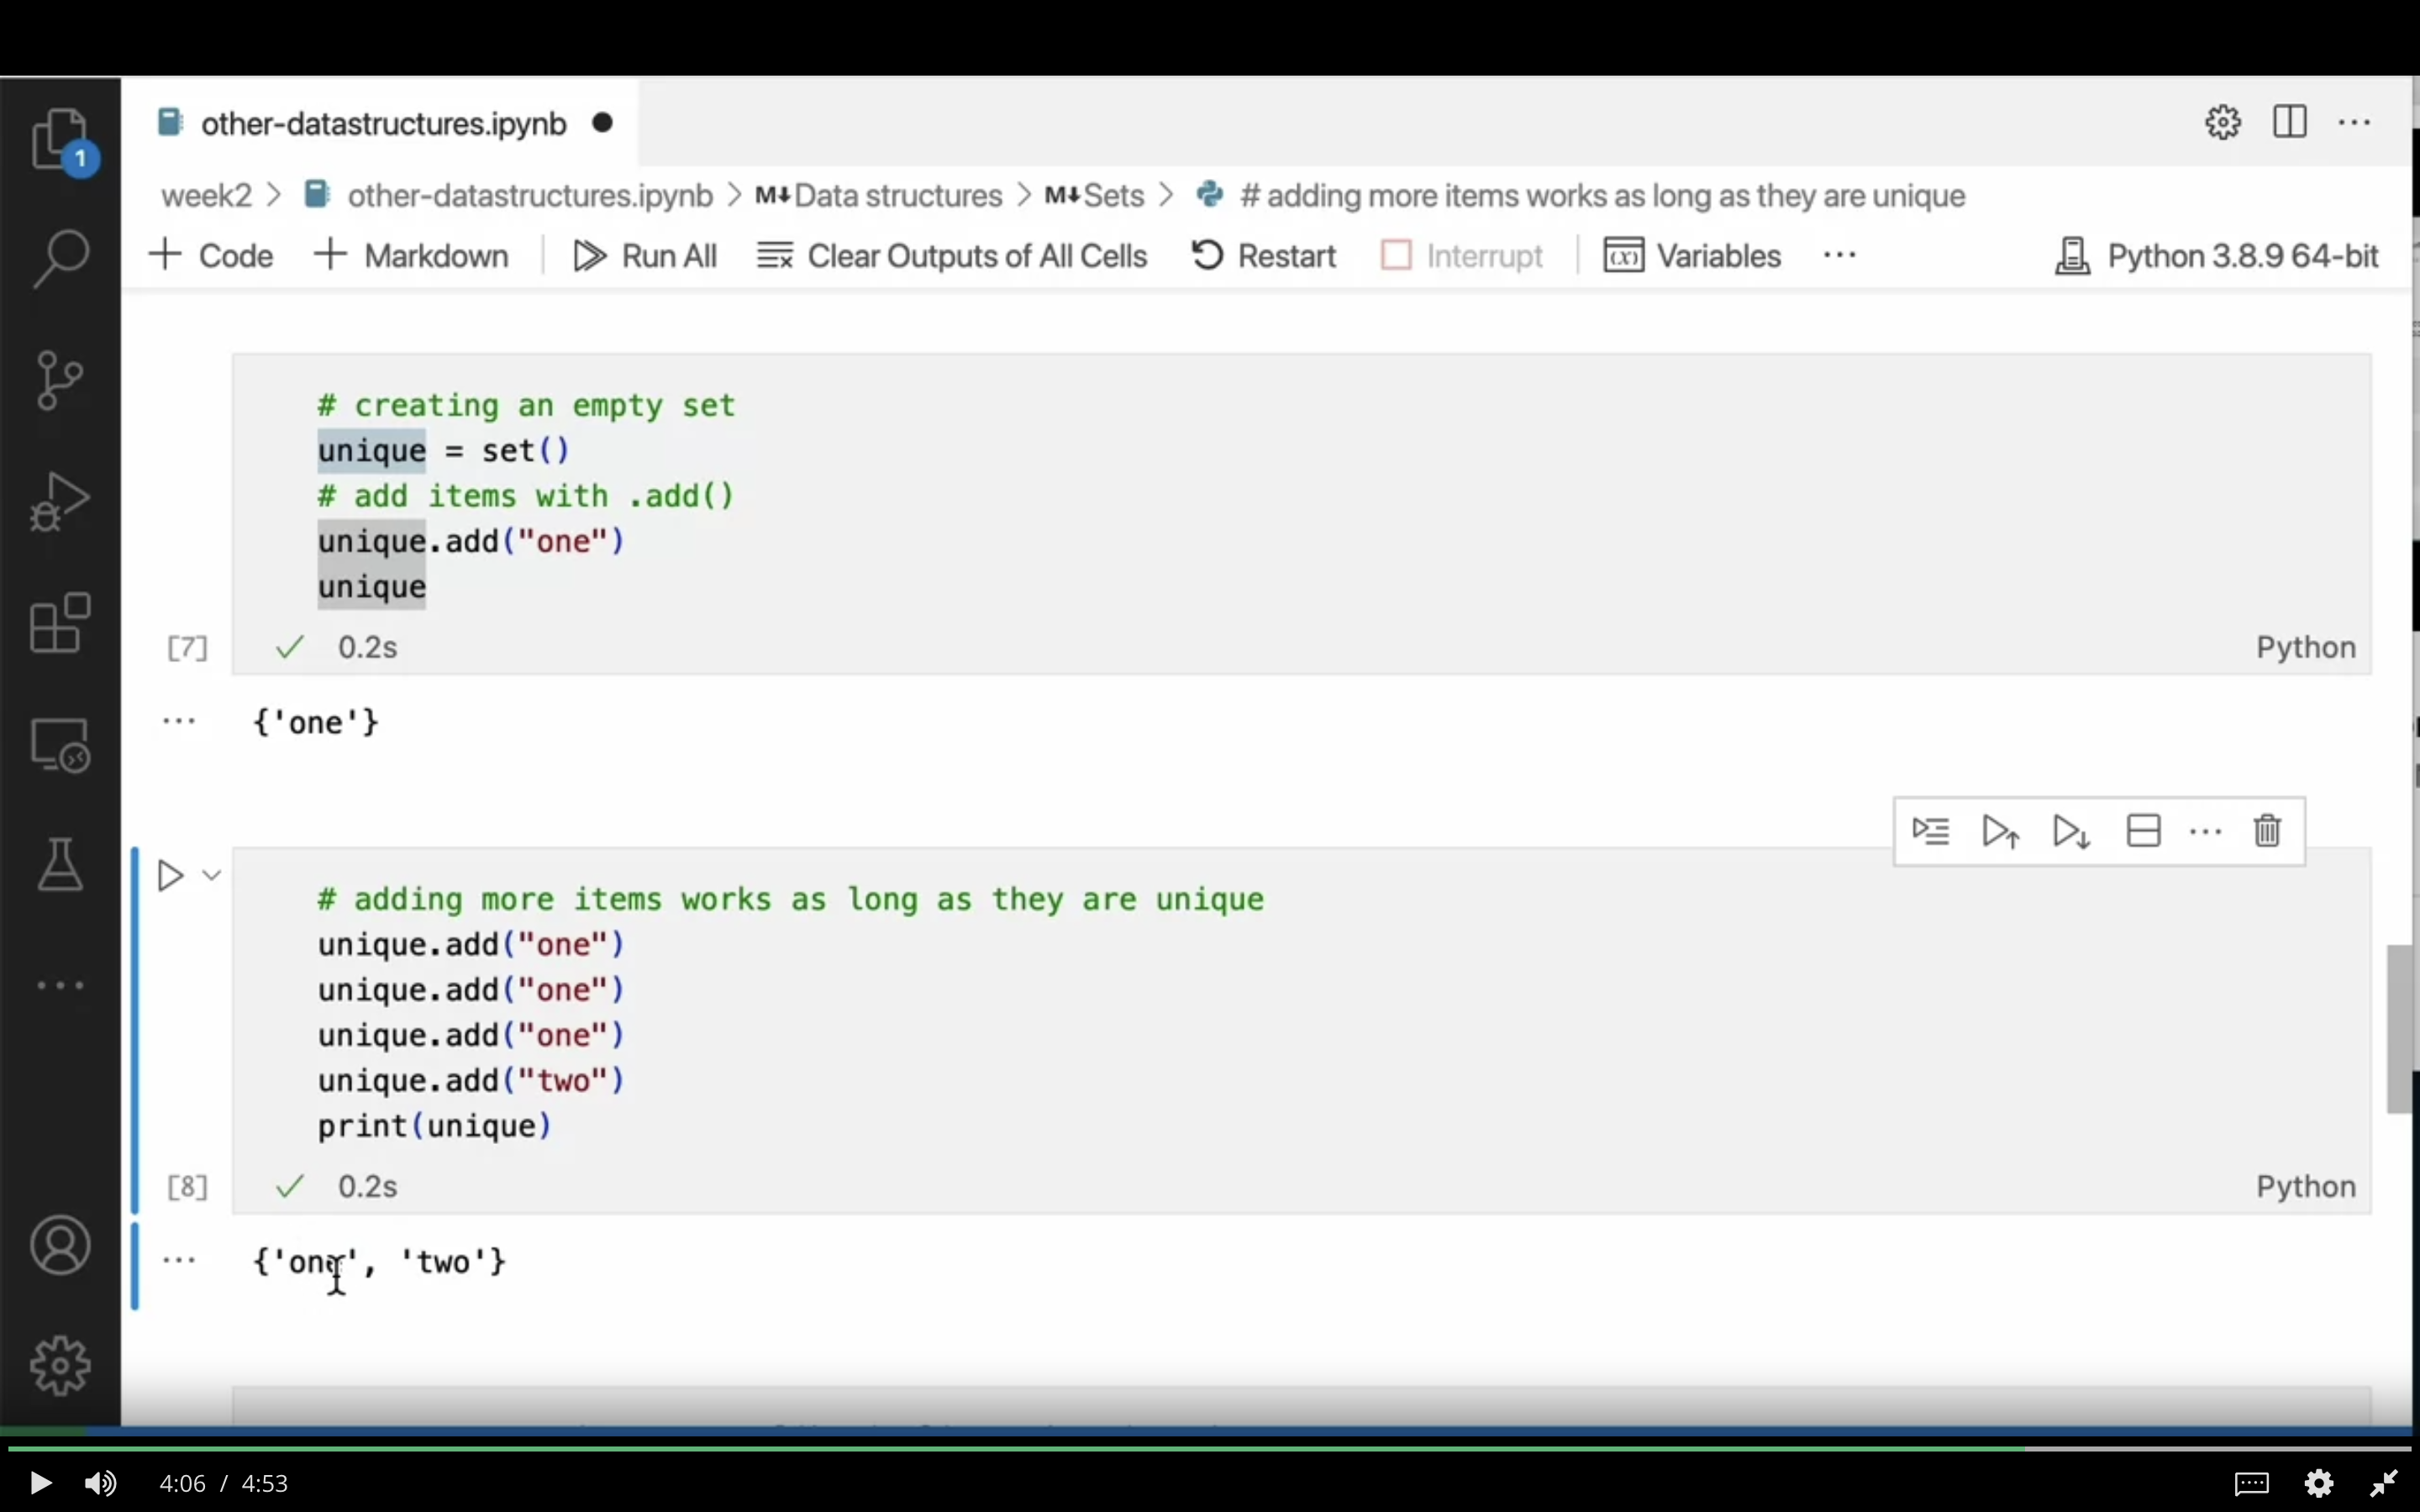 other-datastructures.ipynb
1
week2 > other-datastructures.ipynb > M↓Data structures > M↓Sets > # adding more items works as long as they are unique
+ Code + Markdown Run All Clear Outputs of All Cells Restart Interrupt (x) Variables ... Python 3.8.9 64-bit
# creating an empty set
unique = set()
# add items with .add()
unique.add("one")
unique
[7] ✓ 0.2s Python
... {'one'}
# adding more items works as long as they are unique
unique.add("one")
unique.add("one")
unique.add("one")
unique.add("two")
print(unique)
[8] ✓ 0.2s Python
... {'one', 'two'}
4:06 / 4:53